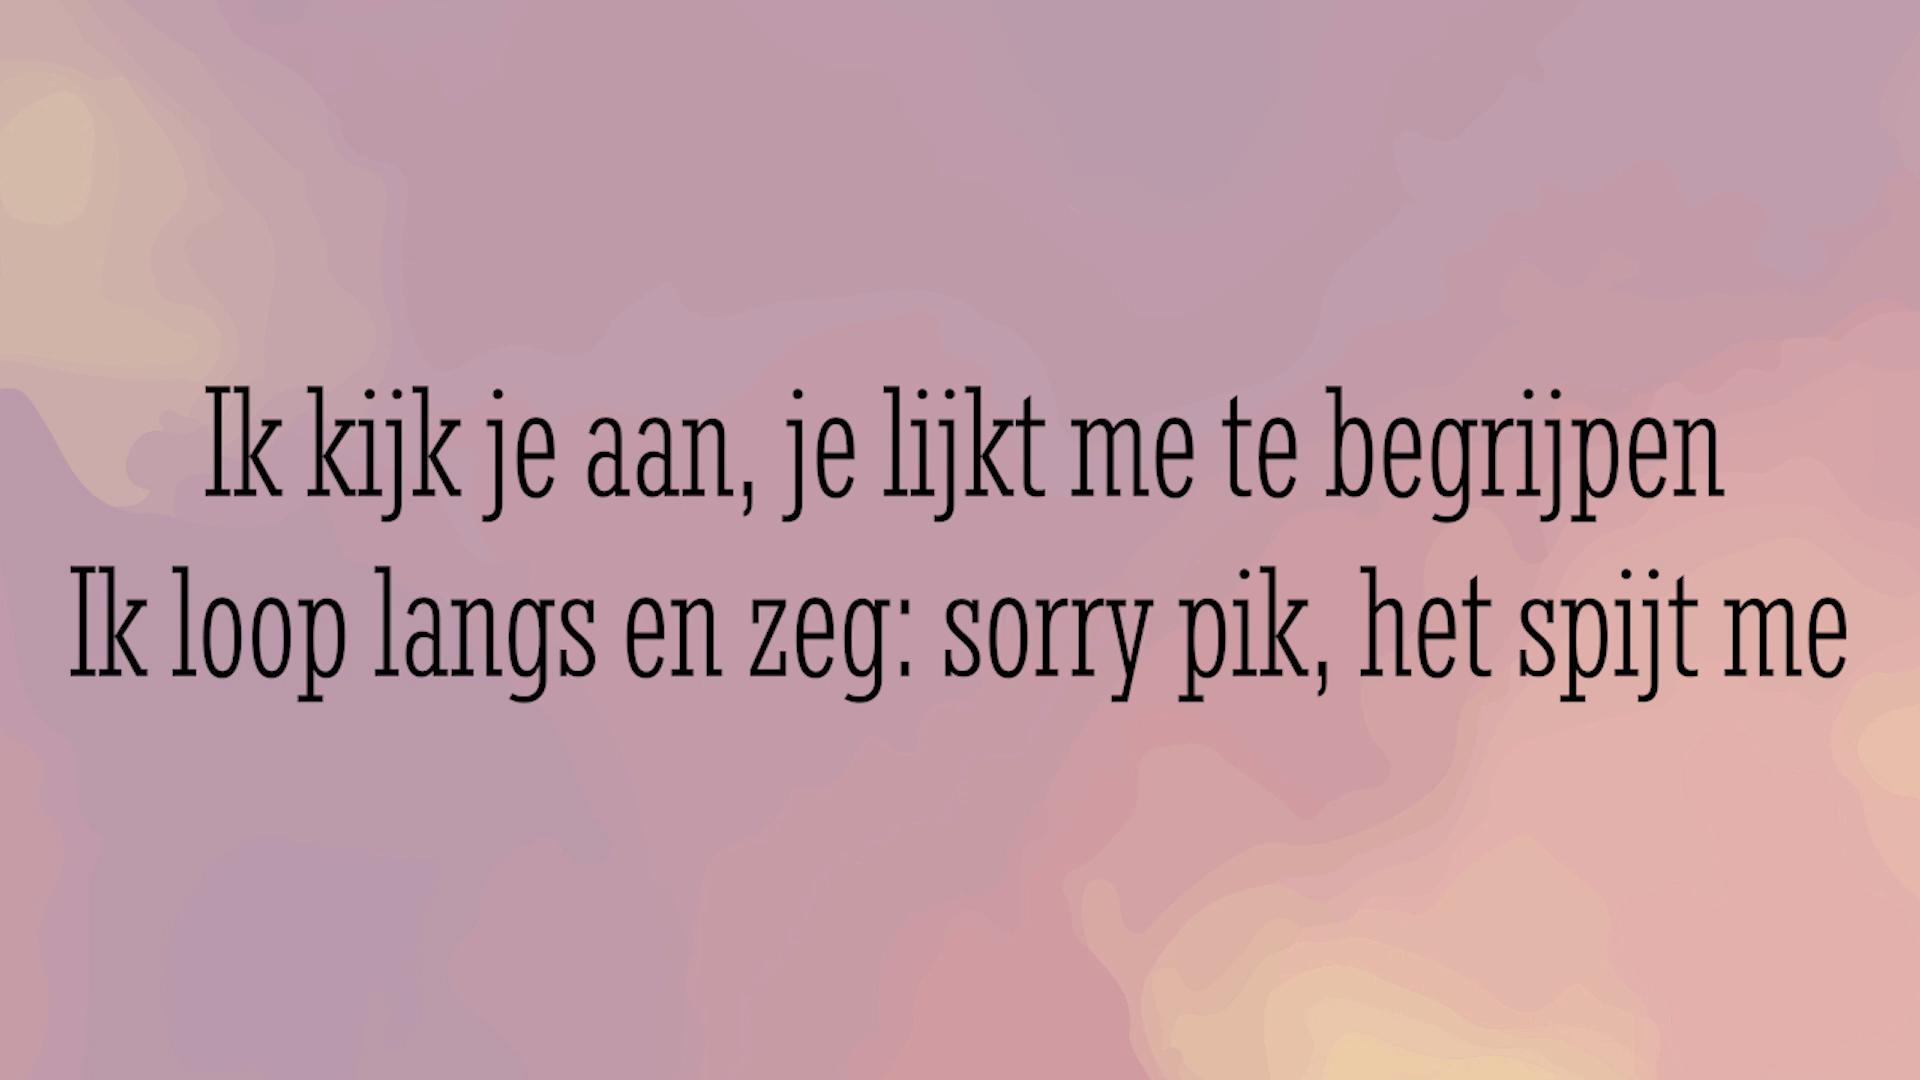 Ik kijk je aan, je lijkt me te begrijpen
Ik loop langs en zeg: sorry pik, het spijt me